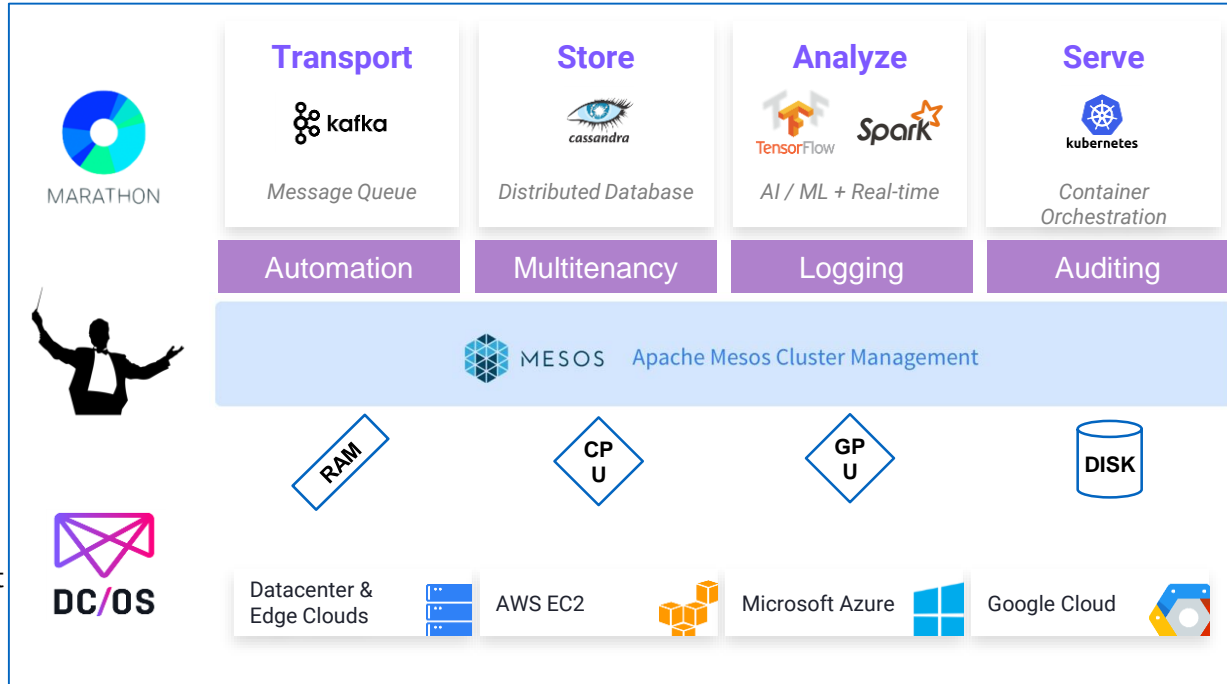 Transport
kafka
Message Queue
Store
cassandra
Distributed Database
Analyze
TensorFlow
Spark
AI / ML + Real-time
Serve
kubernetes
Container
Orchestration
MARATHON
Automation
Multitenancy
Logging
Auditing
MESOS
Apache Mesos Cluster Management
RAM
CP
U
GP
U
DISK
DC/OS
Datacenter &
Edge Clouds
AWS EC2
Microsoft Azure
Google Cloud